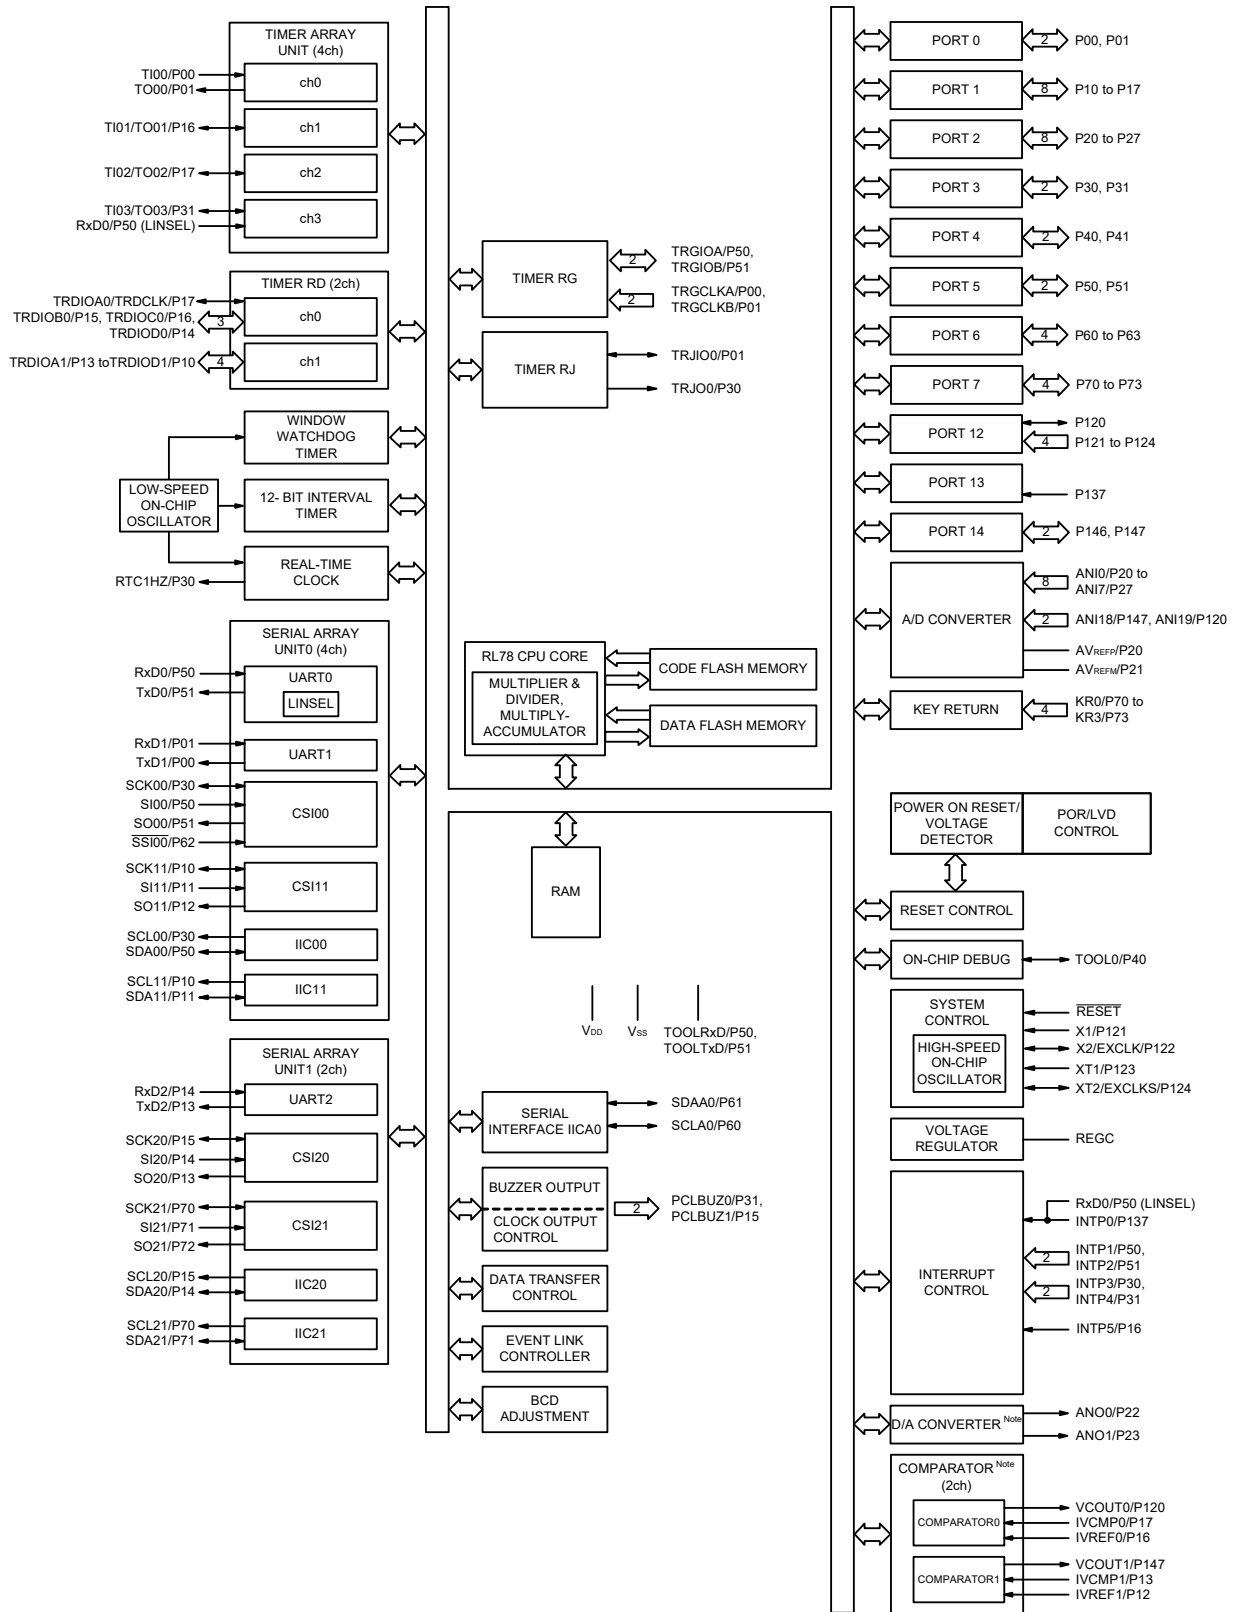 TIMER ARRAY
UNIT (4ch)
TI00/P00
TO00/P01
ch0
TI01/TO01/P16
ch1
TI02/TO02/P17
ch2
TI03/TO03/P31
RxD0/P50 (LINSEL)
ch3
TIMER RD (2ch)
TRDIOA0/TRDCLK/P17
TRDIOB0/P15, TRDIOC0/P16,
TRDIOD0/P14
3
ch0
TRDIOA1/P13 toTRDIOD1/P10
4
ch1
WINDOW
WATCHDOG
TIMER
LOW-SPEED
ON-CHIP
OSCILLATOR
12- BIT INTERVAL
TIMER
RTC1HZ/P30
REAL-TIME
CLOCK
SERIAL ARRAY
UNIT0 (4ch)
RxD0/P50
TxD0/P51
UART0
LINSEL
RxD1/P01
TxD1/P00
UART1
SCK00/P30
SI00/P50
SO00/P51
SSI00/P62
CSI00
SCK11/P10
SI11/P11
SO11/P12
CSI11
SCL00/P30
SDA00/P50
IIC00
SCL11/P10
SDA11/P11
IIC11
SERIAL ARRAY
UNIT1 (2ch)
RxD2/P14
TxD2/P13
UART2
SCK20/P15
SI20/P14
SO20/P13
CSI20
SCK21/P70
SI21/P71
SO21/P72
CSI21
SCL20/P15
SDA20/P14
IIC20
SCL21/P70
SDA21/P71
IIC21
TIMER RG
2
TRGIOA/P50,
TRGIOB/P51
2
TRGCLKA/P00,
TRGCLKB/P01
TIMER RJ
TRJIO0/P01
TRJO0/P30
RL78 CPU CORE
MULTIPLIER &
DIVIDER,
MULTIPLY-
ACCUMULATOR
CODE FLASH MEMORY
DATA FLASH MEMORY
RAM
VDD
VSS
TOOLRxD/P50,
TOOLTxD/P51
SERIAL
INTERFACE IICA0
SDAA0/P61
SCLA0/P60
BUZZER OUTPUT
CLOCK OUTPUT
CONTROL
2
PCLBUZ0/P31,
PCLBUZ1/P15
DATA TRANSFER
CONTROL
EVENT LINK
CONTROLLER
BCD
ADJUSTMENT
PORT 0
2
P00, P01
PORT 1
8
P10 to P17
PORT 2
8
P20 to P27
PORT 3
2
P30, P31
PORT 4
2
P40, P41
PORT 5
2
P50, P51
PORT 6
4
P60 to P63
PORT 7
4
P70 to P73
PORT 12
P120
4
P121 to P124
PORT 13
P137
PORT 14
2
P146, P147
A/D CONVERTER
8
ANI0/P20 to
ANI7/P27
2
ANI18/P147, ANI19/P120
AVREFP/P20
AVREFM/P21
KEY RETURN
4
KR0/P70 to
KR3/P73
POWER ON RESET/
VOLTAGE
DETECTOR
POR/LVD
CONTROL
RESET CONTROL
ON-CHIP DEBUG
TOOL0/P40
SYSTEM
CONTROL
HIGH-SPEED
ON-CHIP
OSCILLATOR
RESET
X1/P121
X2/EXCLK/P122
XT1/P123
XT2/EXCLKS/P124
VOLTAGE
REGULATOR
REGC
INTERRUPT
CONTROL
RxD0/P50 (LINSEL)
INTP0/P137
2
INTP1/P50,
INTP2/P51
2
INTP3/P30,
INTP4/P31
INTP5/P16
D/A CONVERTER Note
ANO0/P22
ANO1/P23
COMPARATOR Note
(2ch)
COMPARATOR0
VCOUT0/P120
IVCMP0/P17
IVREF0/P16
COMPARATOR1
VCOUT1/P147
IVCMP1/P13
IVREF1/P12